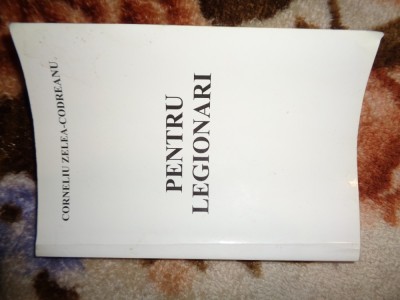 CORNELIU ZELEA-CODREANU.
PENTRU
LEGIONARI